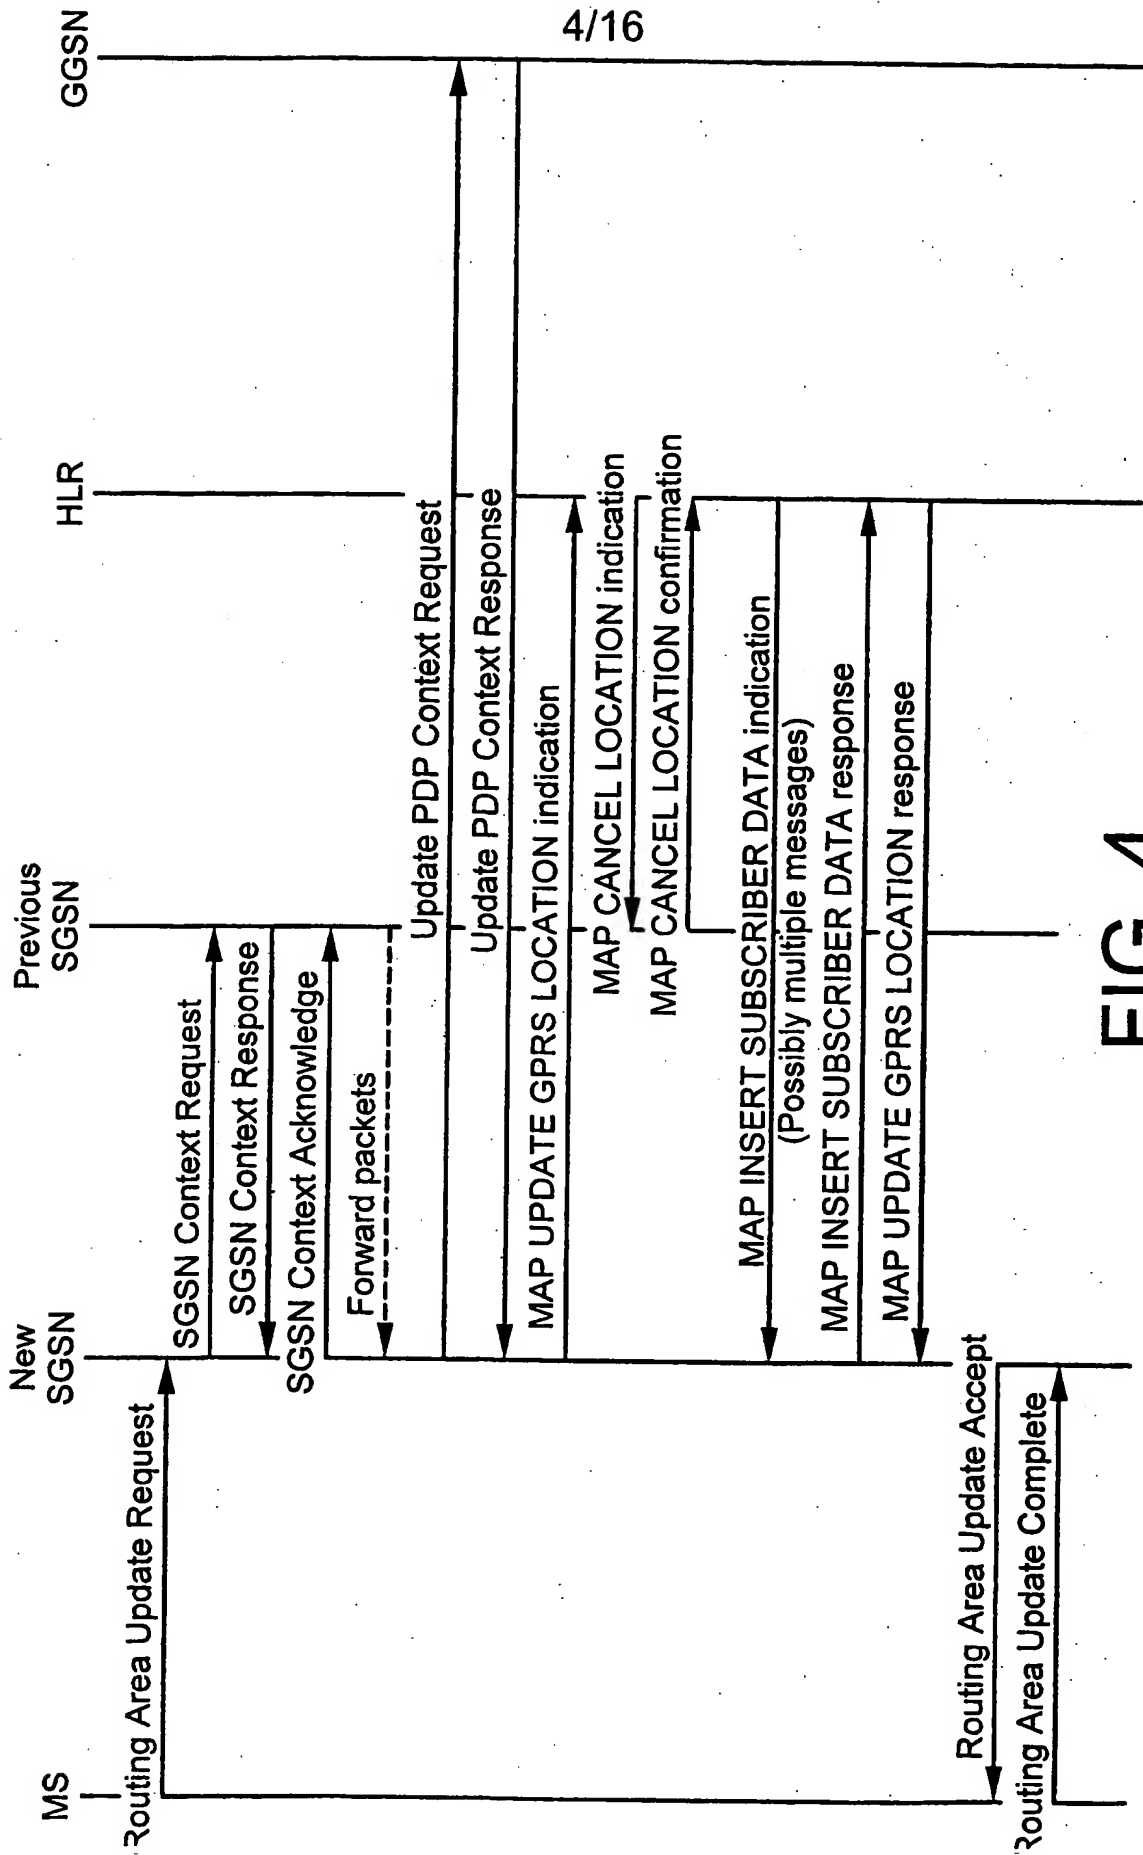 4/16
MS
New
SGSN
Previous
SGSN
HLR
GGSN
Routing Area Update Request
SGSN Context Request
SGSN Context Response
SGSN Context Acknowledge
Forward packets
Update PDP Context Request
Update PDP Context Response
MAP UPDATE GPRS LOCATION indication
MAP CANCEL LOCATION indication
MAP CANCEL LOCATION confirmation
MAP INSERT SUBSCRIBER DATA indication
(Possibly multiple messages)
MAP INSERT SUBSCRIBER DATA response
MAP UPDATE GPRS LOCATION response
Routing Area Update Accept
Routing Area Update Complete
FIG 4